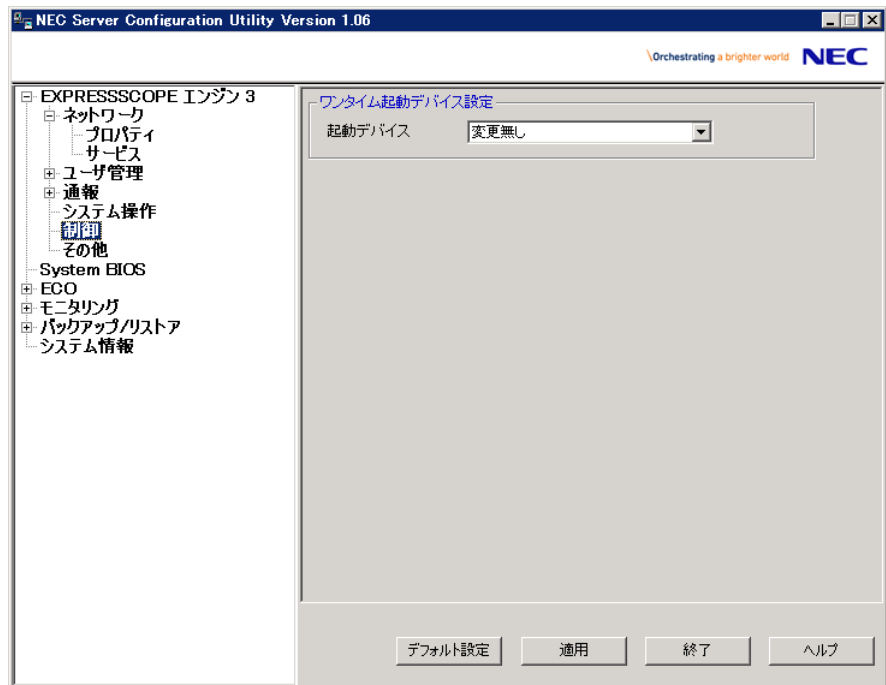 NEC Server Configuration Utility Version 1.06
\Orchestrating a brighter world NEC
EXPRESSSCOPE エンジン 3
ネットワーク
プロパティ
サービス
ユーザ管理
通報
システム操作
制御
その他
System BIOS
ECO
モニタリング
バックアップ/リストア
システム情報
ワンタイム起動デバイス設定
起動デバイス 変更無し
デフォルト設定 適用 終了 ヘルプ